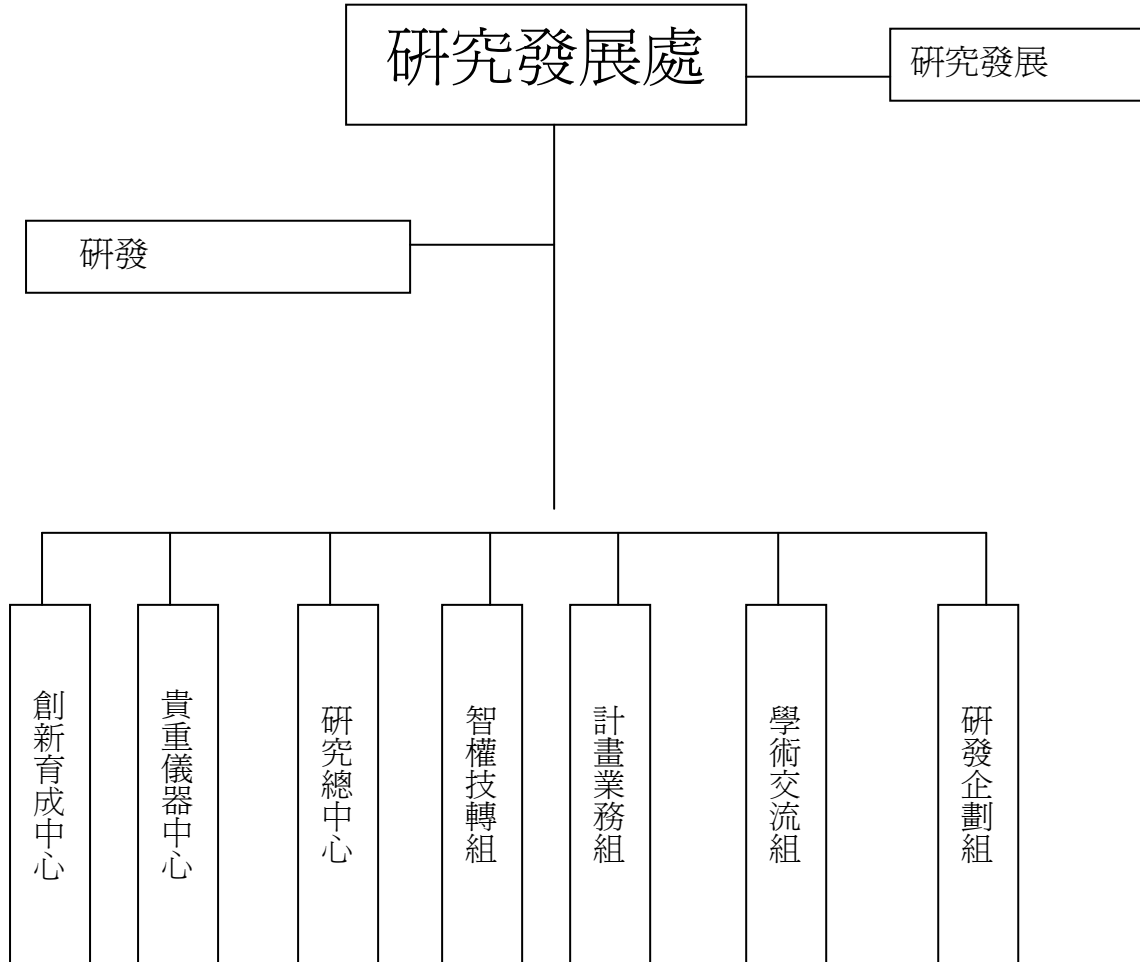 研究發展處
研究發展
研發
創新育成中心
貴重儀器中心
研究總中心
智權技轉組
計畫業務組
學術交流組
研發企劃組